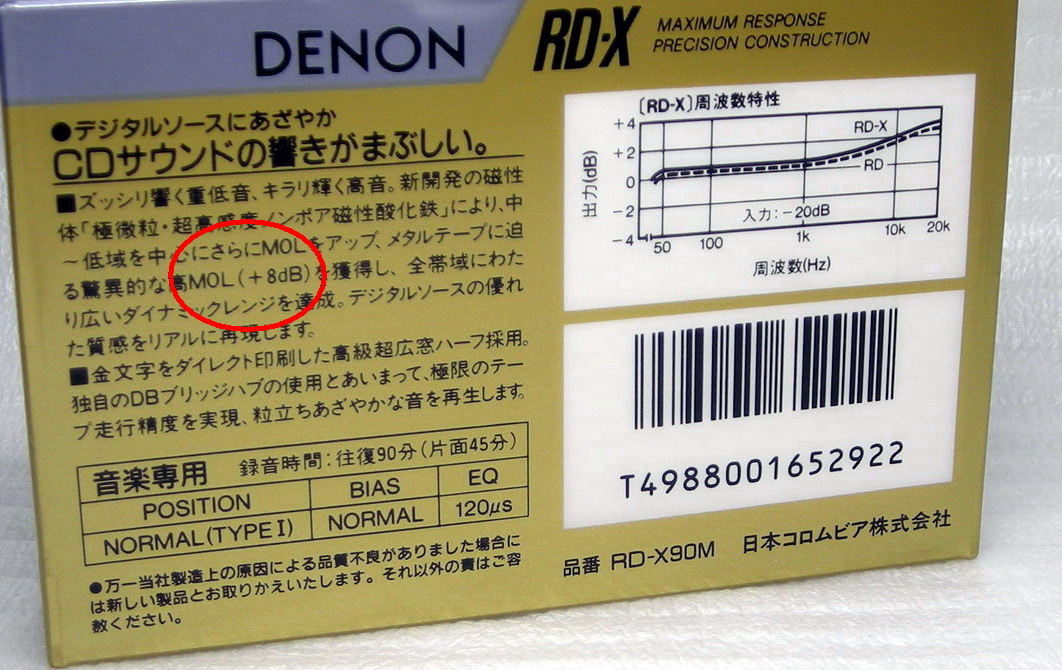 DENON
RD-X
MAXIMUM RESPONSE
PRECISION CONSTRUCTION
●デジタルソースにあざやか
CDサウンドの響きがまぶしい。
■ズッシリ響く重低音、キラリ輝く高音。新開発の磁性
体「極微粒・超高感度ノンポア磁性酸化鉄」により、中
〜低域を中心にさらにMOLをアップ、メタルテープに迫
る驚異的な高MOL(+8dB)を獲得し、全帯域にわた
り広いダイナミックレンジを達成。デジタルソースの優れ
た質感をリアルに再現します。
■金文字をダイレクト印刷した高級超広窓ハーフ採用。
独自のDBブリッジハブの使用とあいまって、極限のテー
プ走行精度を実現、粒立ちあざやかな音を再生します。
音楽専用 録音時間:往復90分(片面45分)
POSITION BIAS EQ
NORMAL(TYPE I) NORMAL 120μs
●万一当社製造上の原因による品質不良がありました場合に
は新しい製品とお取りかえいたします。それ以外の責はご容
赦ください。
〔RD-X〕周波数特性
出力(dB)
+4
+2
0
−2
−4
RD-X
RD
入力:−20dB
50 100 1k 10k 20k
周波数(Hz)
T4988001652922
品番 RD-X90M 日本コロムビア株式会社